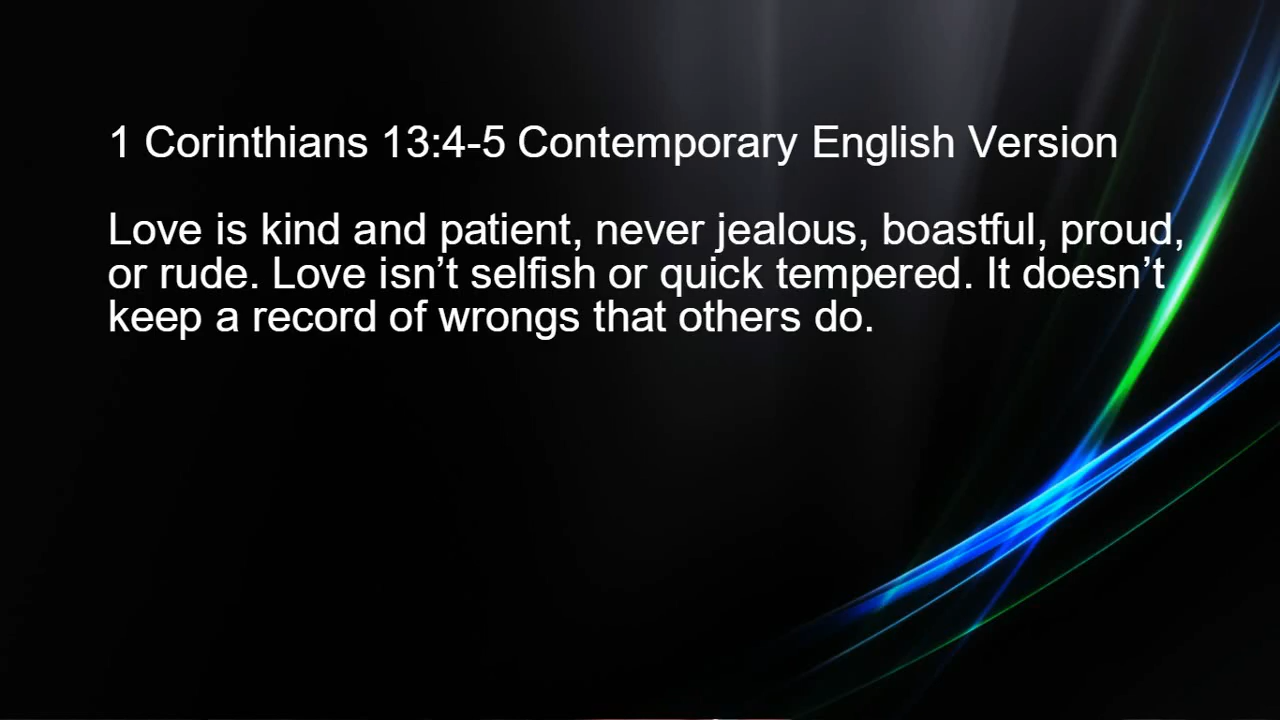 1 Corinthians 13:4-5 Contemporary English Version
Love is kind and patient, never jealous, boastful, proud,
or rude. Love isn’t selfish or quick tempered. It doesn’t
keep a record of wrongs that others do.